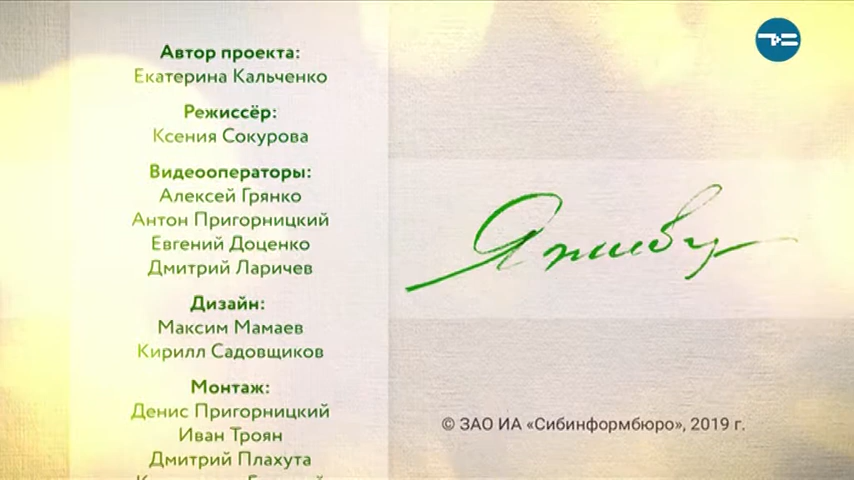 Автор проекта:
Екатерина Кальченко
Режиссёр:
Ксения Сокурова
Видеооператоры:
Алексей Грянко
Антон Пригорницкий
Евгений Доценко
Дмитрий Ларичев
Дизайн:
Максим Мамаев
Кирилл Садовщиков
Монтаж:
Денис Пригорницкий
Иван Троян
Дмитрий Плахута
Я живу
© ЗАО ИА «Сибинформбюро», 2019 г.